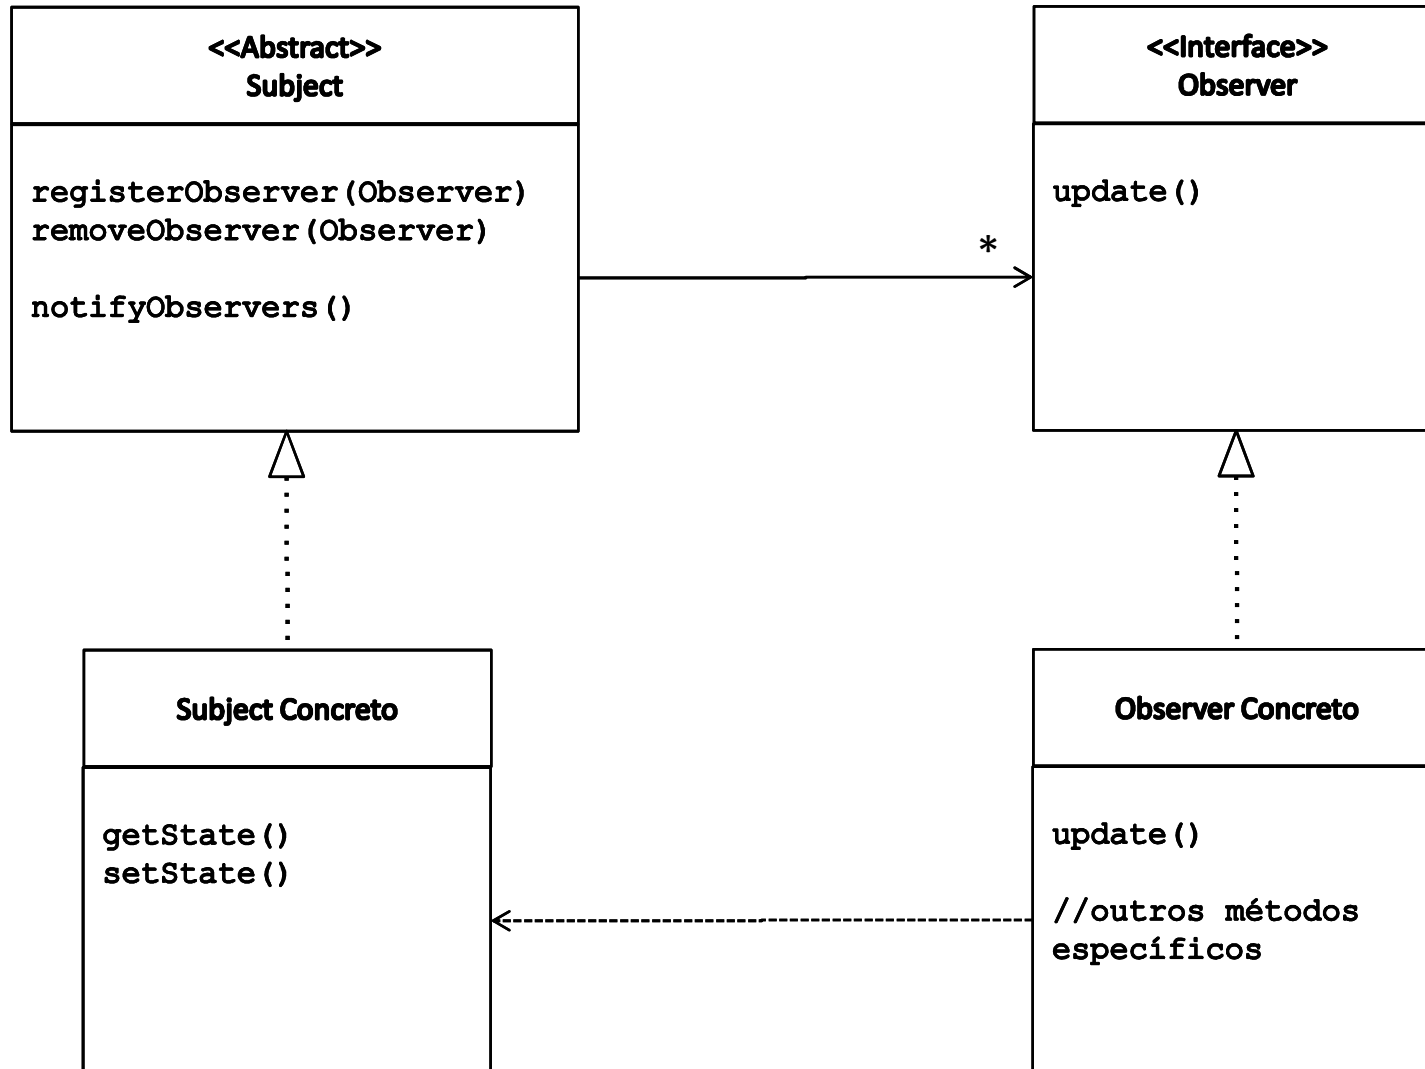 <<Abstract>>
Subject
registerObserver(Observer)
removeObserver(Observer)
notifyObservers()
<<Interface>>
Observer
update()
*
Subject Concreto
getState()
setState()
Observer Concreto
update()
//outros métodos
específicos